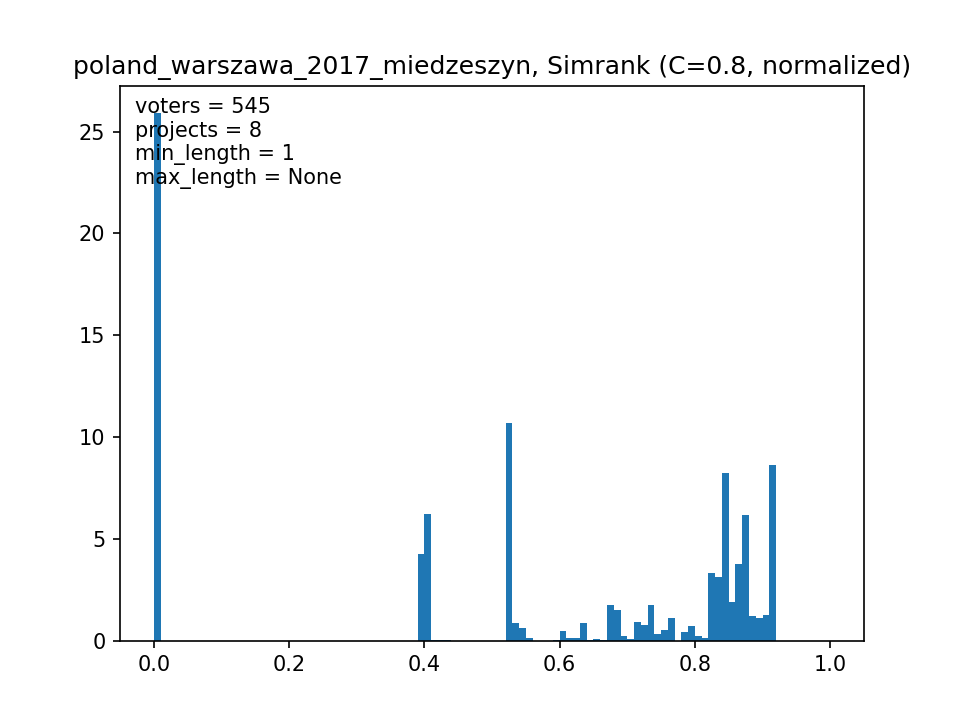 poland_warszawa_2017_miedzeszyn, Simrank (C=0.8, normalized)
voters = 545
projects = 8
min_length = 1
max_length = None
25
20
15
10
5
0
0.0 0.2 0.4 0.6 0.8 1.0